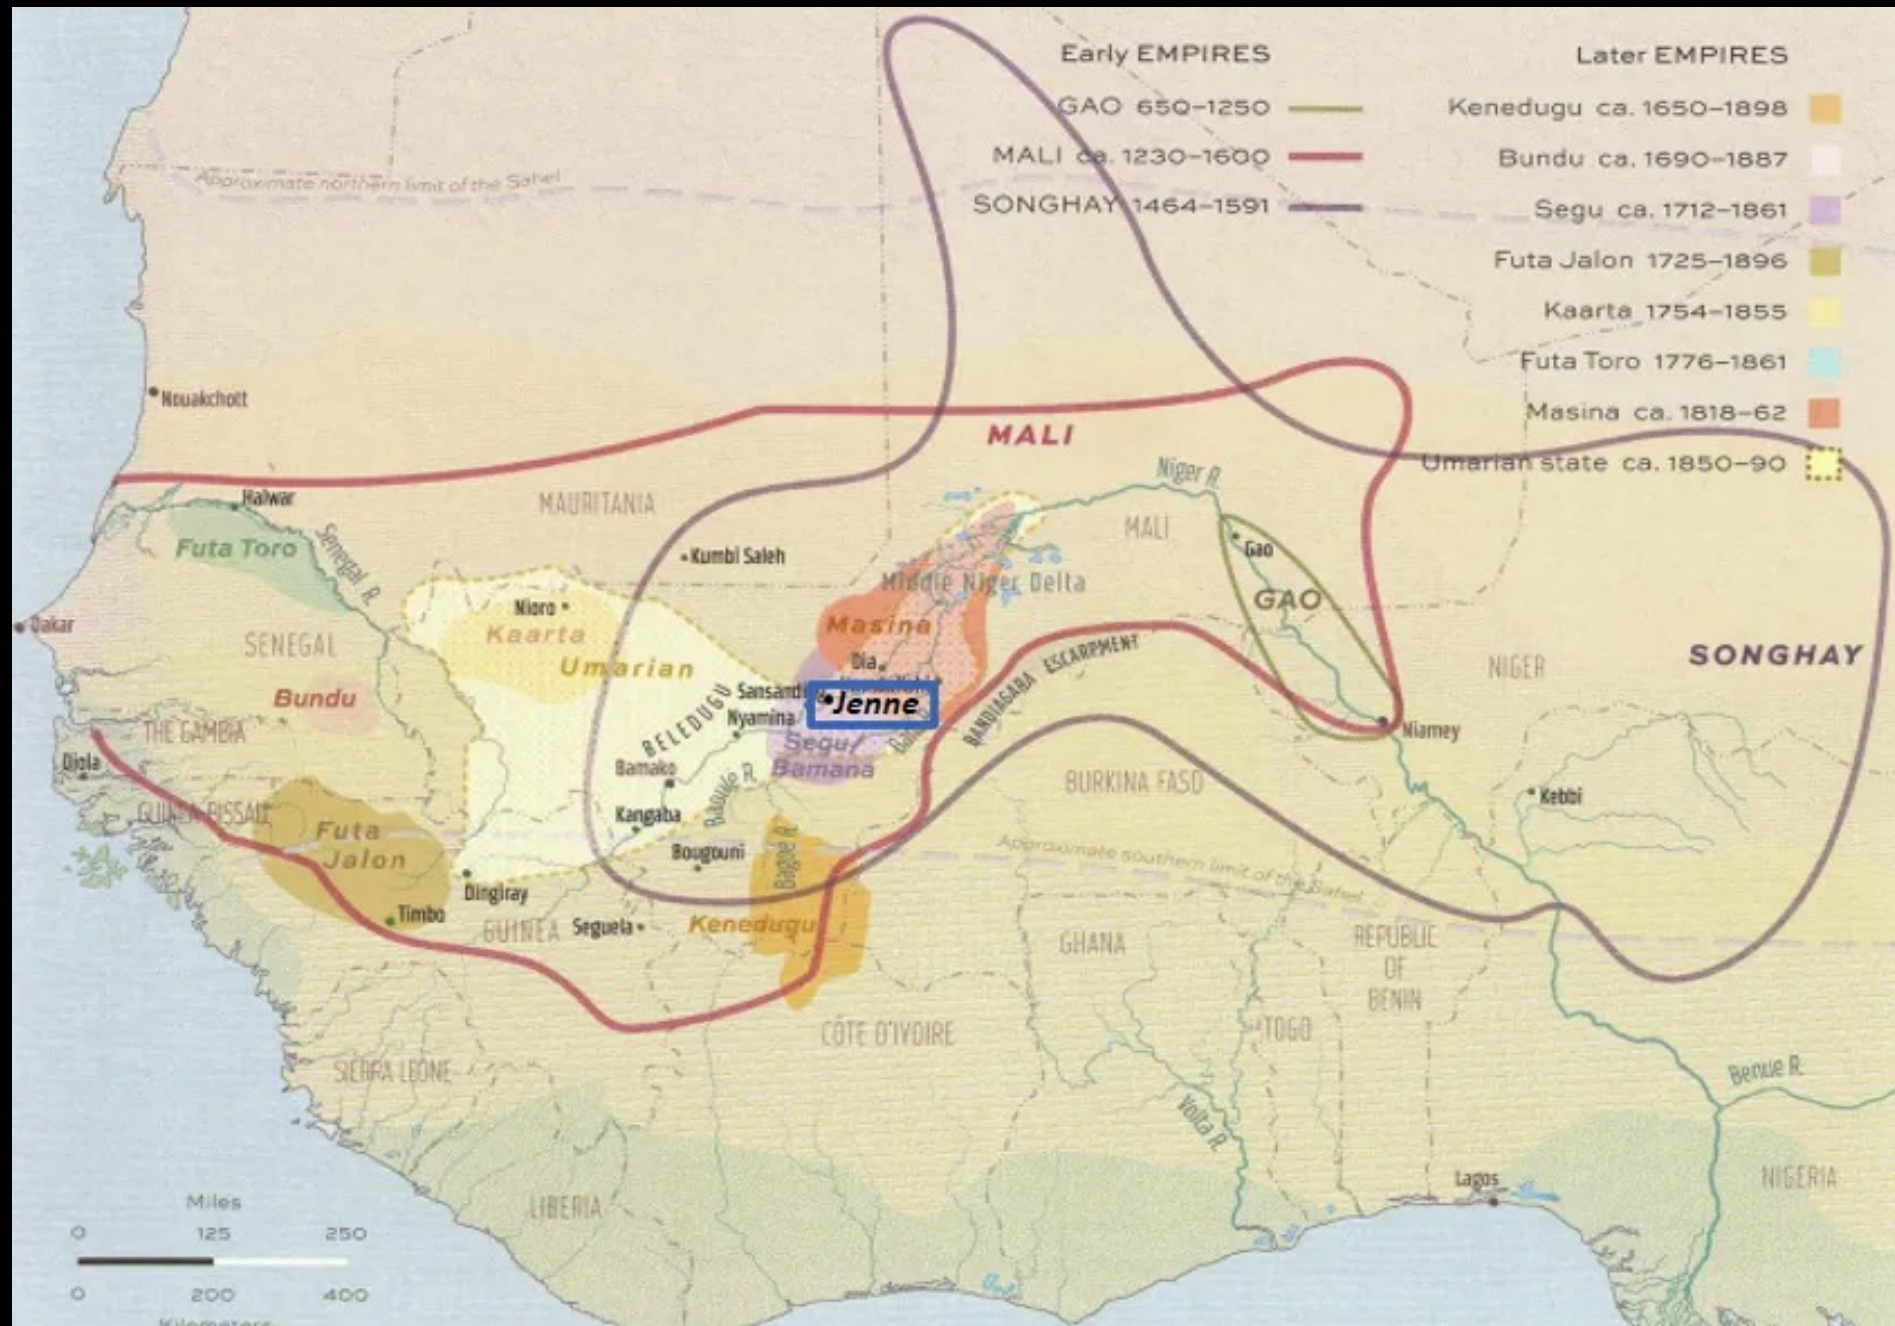 Early EMPIRES
GAO 650–1250
MALI ca. 1230–1600
SONGHAY 1464–1591
Later EMPIRES
Kenedugu ca. 1650–1898
Bundu ca. 1690–1887
Segu ca. 1712–1861
Futa Jalon 1725–1896
Kaarta 1754–1855
Futa Toro 1776–1861
Masina ca. 1818–62
Umarian state ca. 1850–90
Approximate northern limit of the Sahel
Nouakchott
MALI
Niger R.
Halwar
MAURITANIA
MALI
Futa Toro
Senegal R.
Kumbi Saleh
Gao
Middle Niger Delta
GAO
Nioro
Kaarta
Masina
Dakar
SENEGAL
Umarian
Dia
BANDIAGARA ESCARPMENT
NIGER
SONGHAY
Bundu
Sansanding
Jenne
BELEDUGU
Nyamina
THE GAMBIA
Segu/
Bamana
Niamey
Djola
Bamako
Baoulé R.
BURKINA FASO
Kebbi
GUINEA-BISSAU
Kangaba
Futa
Jalon
Bougouni
Bagoé R.
Approximate southern limit of the Sahel
Dingiray
Timbo
GUINEA
Seguela
Kenedugu
GHANA
REPUBLIC
OF
BENIN
CÔTE D'IVOIRE
TOGO
SIERRA LEONE
Benue R.
Volta R.
Lagos
NIGERIA
LIBERIA
Miles
0 125 250
0 200 400
Kilometers